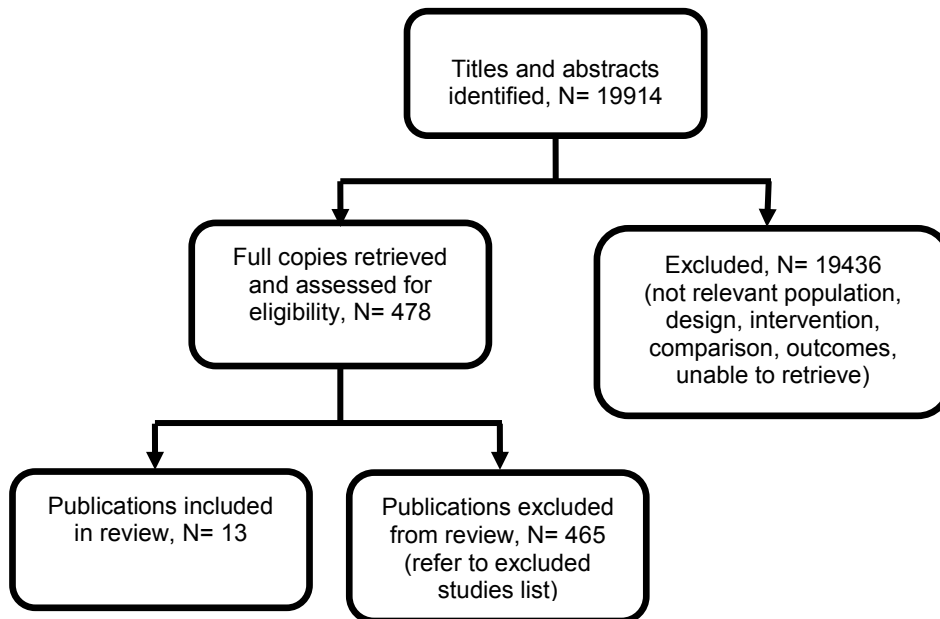 Titles and abstracts
identified, N= 19914
Full copies retrieved
and assessed for
eligibility, N= 478
Excluded, N= 19436
(not relevant population,
design, intervention,
comparison, outcomes,
unable to retrieve)
Publications included
in review, N= 13
Publications excluded
from review, N= 465
(refer to excluded
studies list)